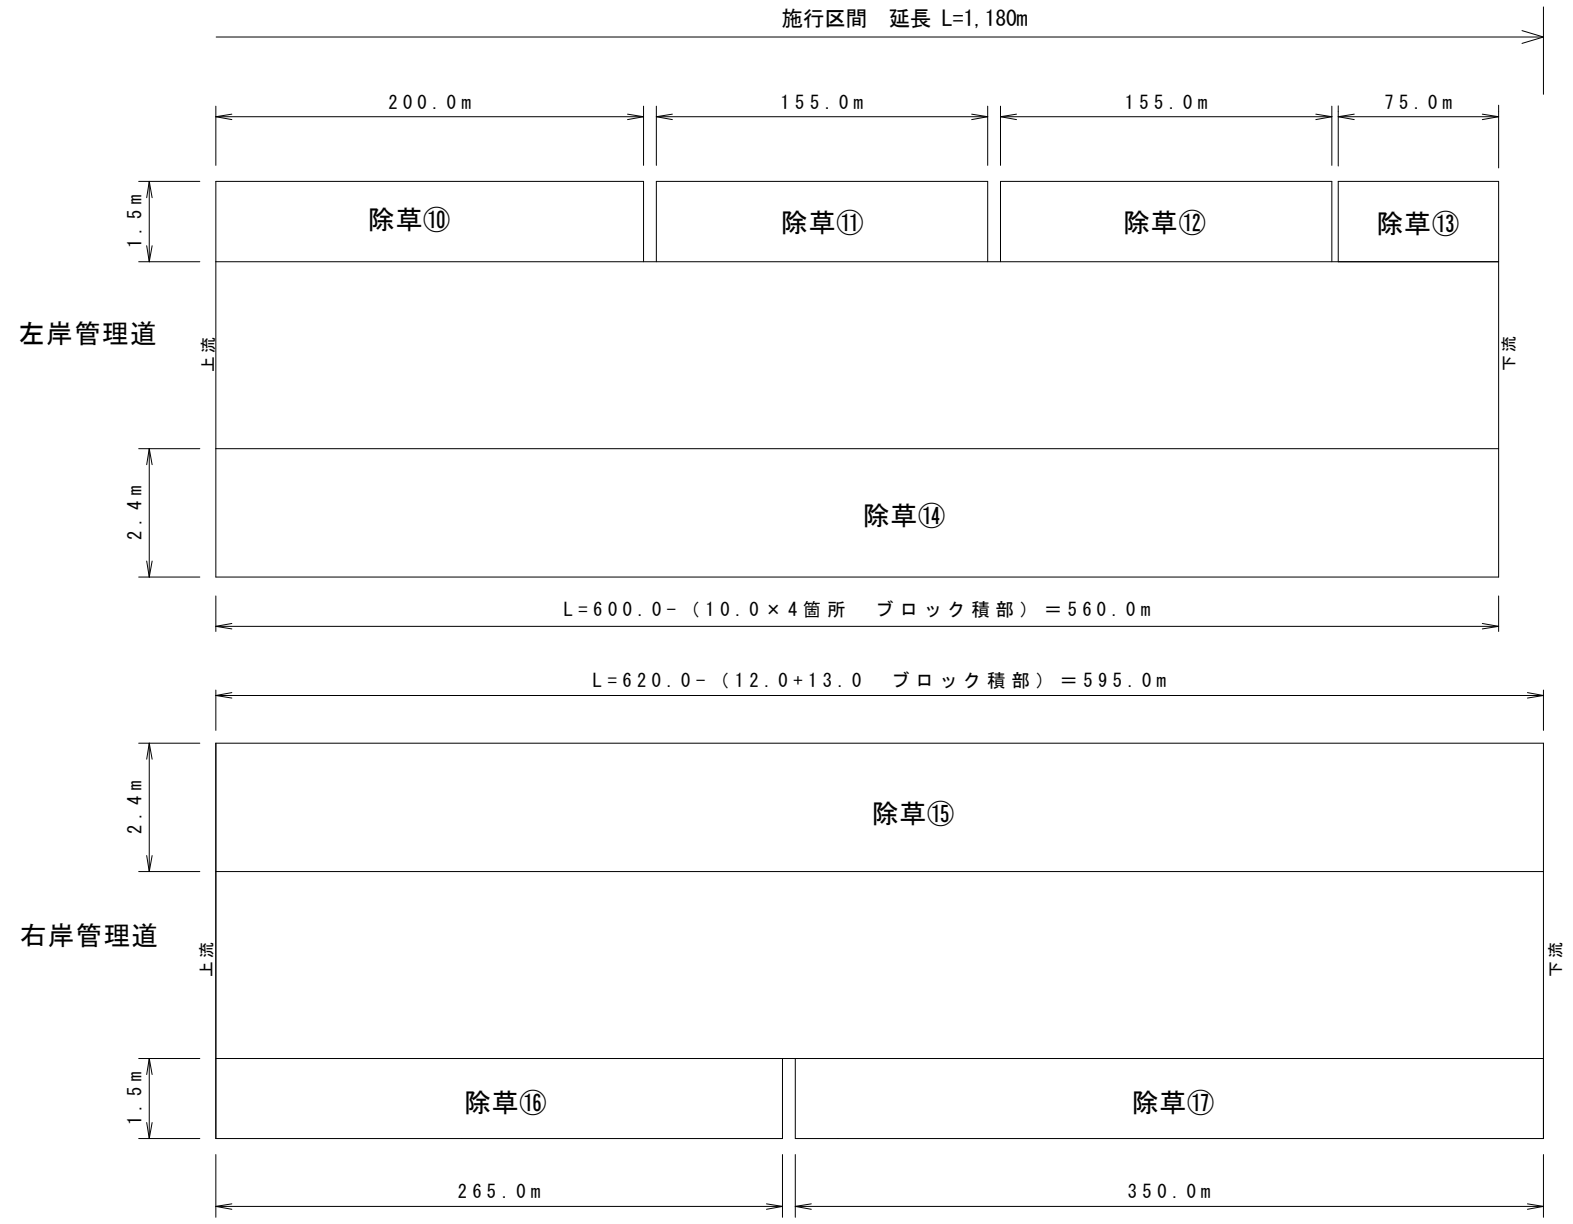 施行区間　延長 L=1,180m
200.0m
155.0m
155.0m
75.0m
1.5m
除草⑩
除草⑪
除草⑫
除草⑬
左岸管理道
上流
下流
2.4m
除草⑭
L=600.0-（10.0×4箇所　ブロック積部）＝560.0m
L=620.0-（12.0+13.0　ブロック積部）＝595.0m
2.4m
除草⑮
右岸管理道
上流
下流
1.5m
除草⑯
除草⑰
265.0m
350.0m